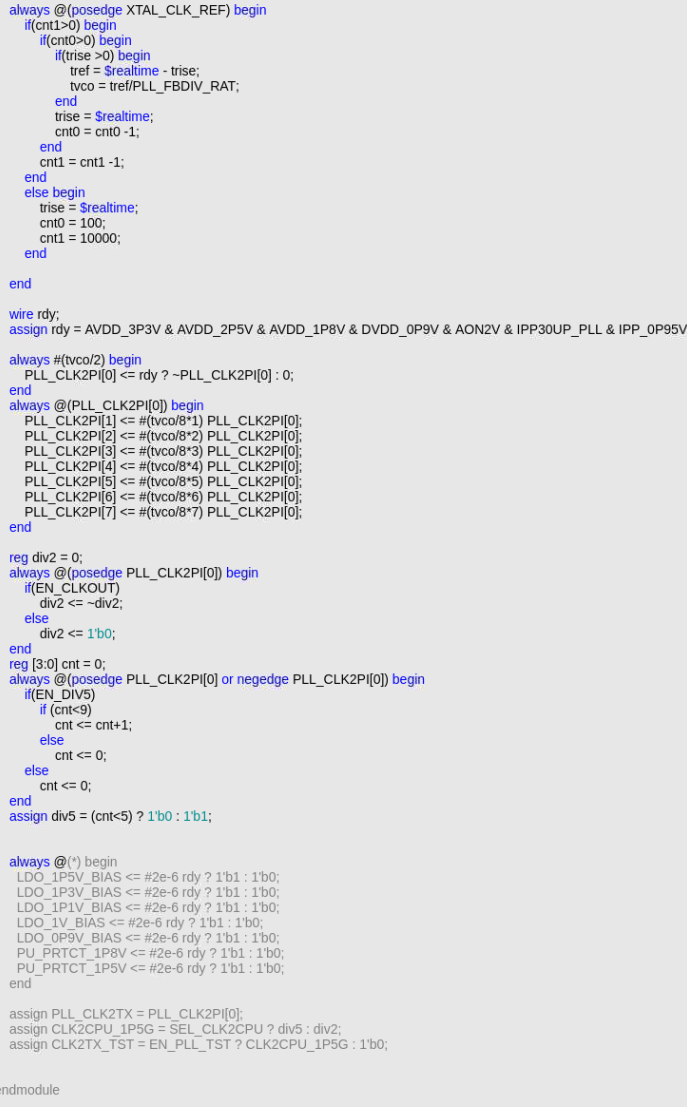 always @(posedge XTAL_CLK_REF) begin
if(cnt1>0) begin
if(cnt0>0) begin
if(trise >0) begin
tref = $realtime - trise;
tvco = tref/PLL_FBDIV_RAT;
end
trise = $realtime;
cnt0 = cnt0 -1;
end
cnt1 = cnt1 -1;
end
else begin
trise = $realtime;
cnt0 = 100;
cnt1 = 10000;
end
end
wire rdy;
assign rdy = AVDD_3P3V & AVDD_2P5V & AVDD_1P8V & DVDD_0P9V & AON2V & IPP30UP_PLL & IPP_0P95V
always #(tvco/2) begin
PLL_CLK2PI[0] <= rdy ? ~PLL_CLK2PI[0] : 0;
end
always @(PLL_CLK2PI[0]) begin
PLL_CLK2PI[1] <= #(tvco/8*1) PLL_CLK2PI[0];
PLL_CLK2PI[2] <= #(tvco/8*2) PLL_CLK2PI[0];
PLL_CLK2PI[3] <= #(tvco/8*3) PLL_CLK2PI[0];
PLL_CLK2PI[4] <= #(tvco/8*4) PLL_CLK2PI[0];
PLL_CLK2PI[5] <= #(tvco/8*5) PLL_CLK2PI[0];
PLL_CLK2PI[6] <= #(tvco/8*6) PLL_CLK2PI[0];
PLL_CLK2PI[7] <= #(tvco/8*7) PLL_CLK2PI[0];
end
reg div2 = 0;
always @(posedge PLL_CLK2PI[0]) begin
if(EN_CLKOUT)
div2 <= ~div2;
else
div2 <= 1'b0;
end
reg [3:0] cnt = 0;
always @(posedge PLL_CLK2PI[0] or negedge PLL_CLK2PI[0]) begin
if(EN_DIV5)
if (cnt<9)
cnt <= cnt+1;
else
cnt <= 0;
else
cnt <= 0;
end
assign div5 = (cnt<5) ? 1'b0 : 1'b1;
always @(*) begin
LDO_1P5V_BIAS <= #2e-6 rdy ? 1'b1 : 1'b0;
LDO_1P3V_BIAS <= #2e-6 rdy ? 1'b1 : 1'b0;
LDO_1P1V_BIAS <= #2e-6 rdy ? 1'b1 : 1'b0;
LDO_1V_BIAS <= #2e-6 rdy ? 1'b1 : 1'b0;
LDO_0P9V_BIAS <= #2e-6 rdy ? 1'b1 : 1'b0;
PU_PRTCT_1P8V <= #2e-6 rdy ? 1'b1 : 1'b0;
PU_PRTCT_1P5V <= #2e-6 rdy ? 1'b1 : 1'b0;
end
assign PLL_CLK2TX = PLL_CLK2PI[0];
assign CLK2CPU_1P5G = SEL_CLK2CPU ? div5 : div2;
assign CLK2TX_TST = EN_PLL_TST ? CLK2CPU_1P5G : 1'b0;
endmodule